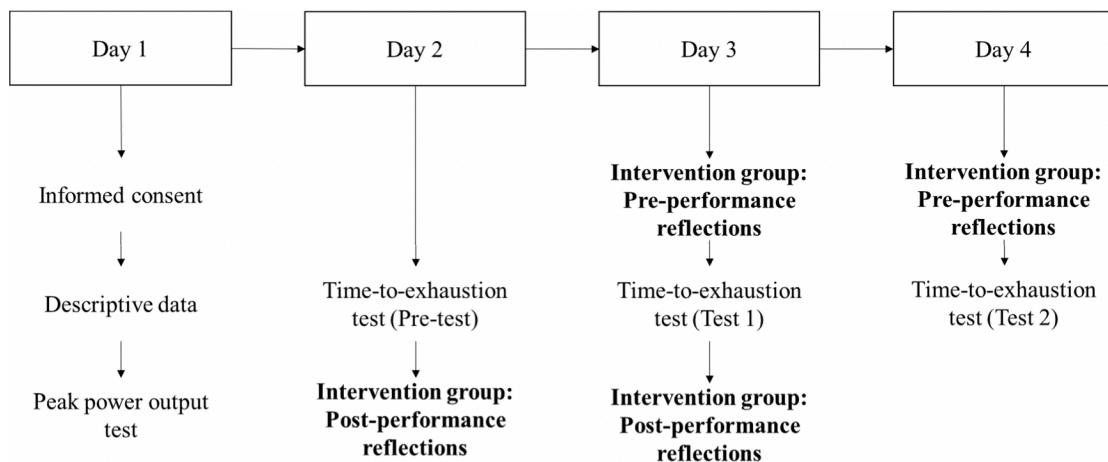 Day 1
Day 2
Day 3
Day 4
Informed consent
Descriptive data
Peak power output
test
Time-to-exhaustion
test (Pre-test)
Intervention group:
Post-performance
reflections
Intervention group:
Pre-performance
reflections
Time-to-exhaustion
test (Test 1)
Intervention group:
Post-performance
reflections
Intervention group:
Pre-performance
reflections
Time-to-exhaustion
test (Test 2)